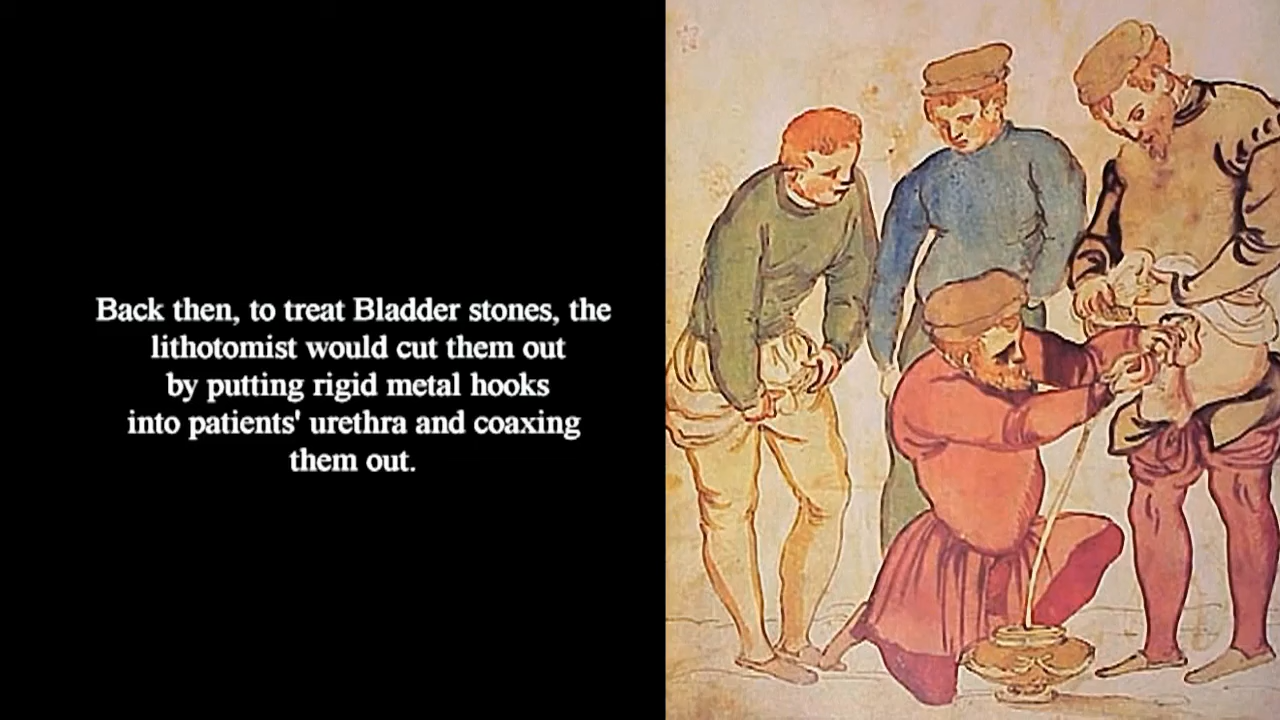 Back then, to treat Bladder stones, the
lithotomist would cut them out
by putting rigid metal hooks
into patients' urethra and coaxing
them out.